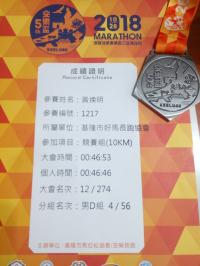 2018
MARATHON
成績證明
Record Certificate
參賽姓名：黃煥明
參賽編號：1217
所屬單位：基隆市好馬長跑協會
參加項目：競賽組(10KM)
大會時間：00:46:53
個人時間：00:46:46
大會名次：12 / 274
分組名次：男D組 4 / 56